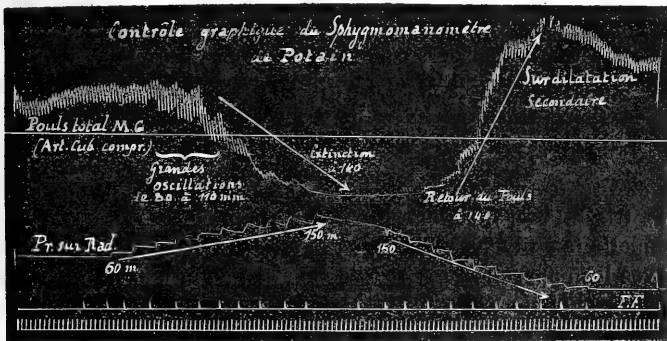 Contrôle graphique du Sphygmomanomètre
de Potain
Surdilatation
Secondaire
Pouls total M.G
(Art. Cub. compr.)
Grandes
oscillations
de 80 à 110 mm.
Extinction
à 140
Retour du Pouls
à 140.
Pr. sur Rad.
60 m.
150. m.
150
60